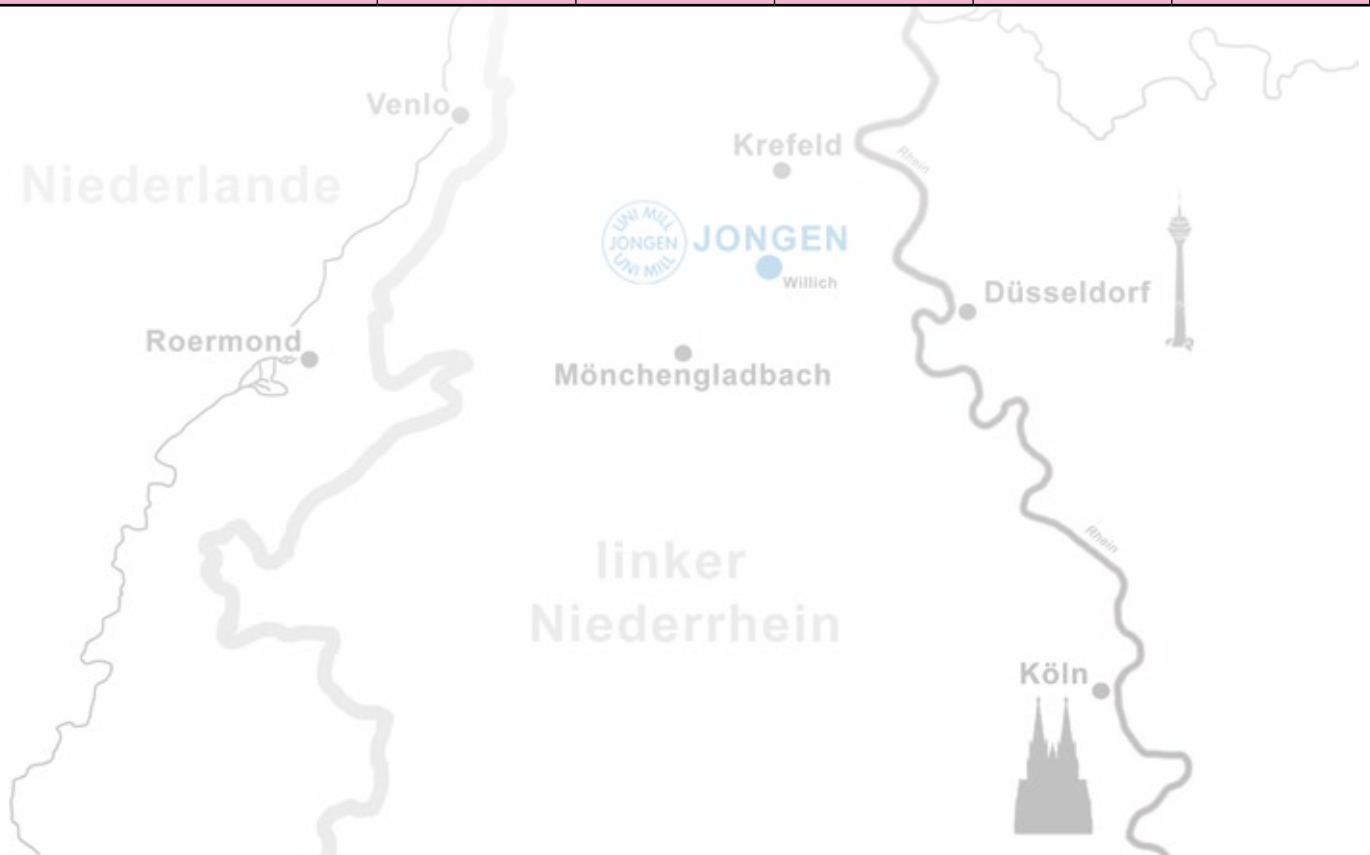 Venlo
Krefeld
Rhein
Niederlande
UNI MILL
JONGEN
UNI MILL
JONGEN
Willich
Düsseldorf
Roermond
Mönchengladbach
Rhein
linker
Niederrhein
Köln